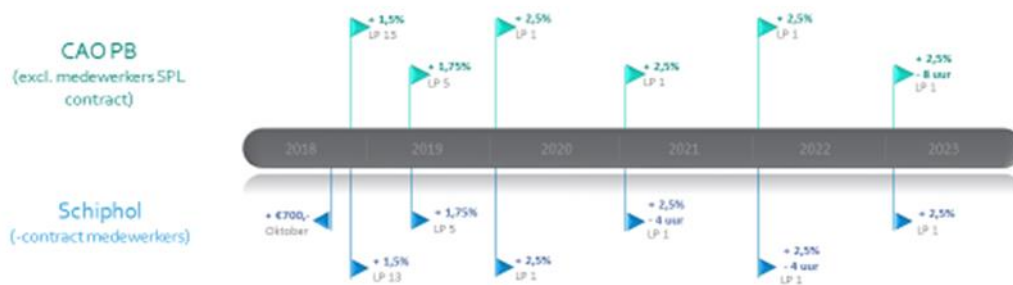 CAO PB
(excl. medewerkers SPL
contract)
+ 1,5%
LP 13
+ 1,75%
LP 5
+ 2,5%
LP 1
+ 2,5%
LP 1
+ 2,5%
LP 1
+ 2,5%
- 8 uur
LP 1
2018
2019
2020
2021
2022
2023
Schiphol
(-contract medewerkers)
+ €700,-
Oktober
+ 1,5%
LP 13
+ 1,75%
LP 5
+ 2,5%
LP 1
+ 2,5%
- 4 uur
LP 1
+ 2,5%
- 4 uur
LP 1
+ 2,5%
LP 1